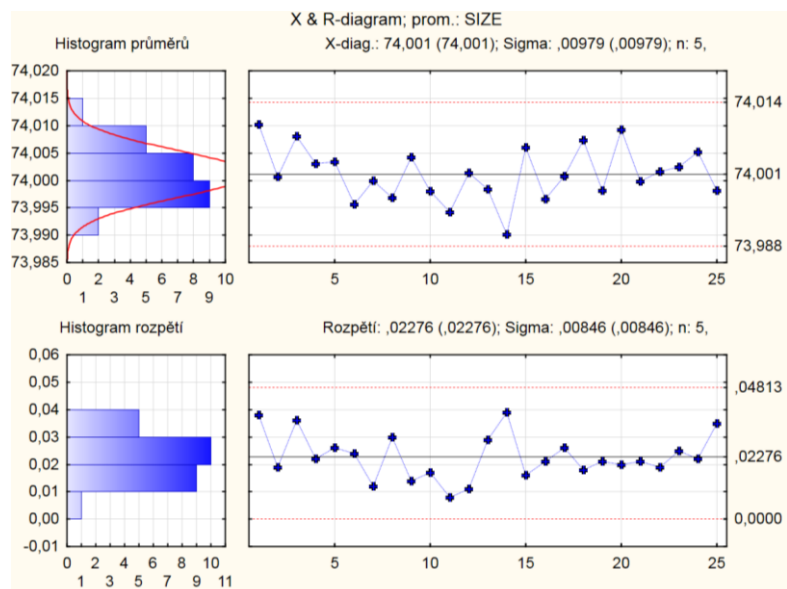 X & R-diagram; prom.: SIZE
Histogram průměrů
X-diag.: 74,001 (74,001); Sigma: ,00979 (,00979); n: 5,
74,020
74,015
74,010
74,005
74,000
73,995
73,990
73,985
0 2 4 6 8 10
1 3 5 7 9
5 10 15 20 25
74,014
74,001
73,988
Histogram rozpětí
Rozpětí: ,02276 (,02276); Sigma: ,00846 (,00846); n: 5,
0,06
0,05
0,04
0,03
0,02
0,01
0,00
-0,01
0 2 4 6 8 10
1 3 5 7 9 11
5 10 15 20 25
,04813
,02276
0,0000